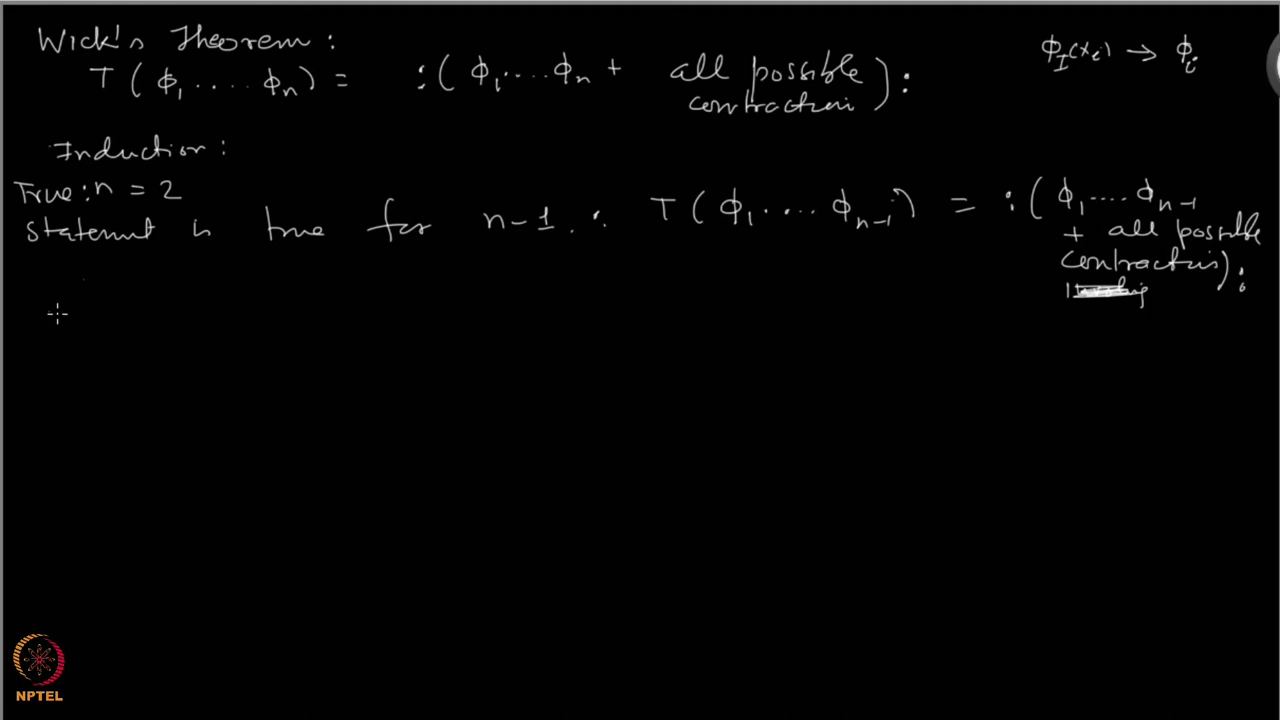 Wick's Theorem :
T ( ϕ₁ .... ϕₙ ) = : ( ϕ₁ .... ϕₙ + all possible
contraction ) :
ϕ_I(xᵢ) → ϕᵢ
Induction :
True : n = 2
statement is true for n-1 ∴ T ( ϕ₁ .... ϕₙ₋₁ ) = : ( ϕ₁ .... ϕₙ₋₁
+ all possible
contractions ) :
NPTEL